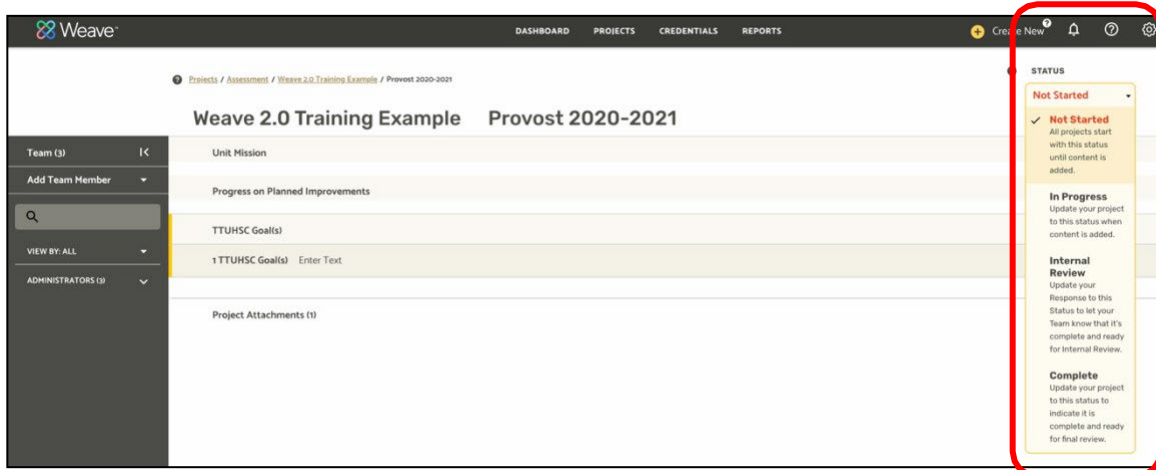 Weave™
DASHBOARD PROJECTS CREDENTIALS REPORTS
+ Create New ?
?
? Projects / Assessment / Weave 2.0 Training Example / Provost 2020-2021
Weave 2.0 Training Example Provost 2020-2021
Team (3)
Add Team Member
VIEW BY: ALL
ADMINISTRATORS (3)
Unit Mission
Progress on Planned Improvements
TTUHSC Goal(s)
1 TTUHSC Goal(s) Enter Text
Project Attachments (1)
STATUS
Not Started
Not Started
All projects start
with this status
until content is
added.
In Progress
Update your project
to this status when
content is added.
Internal
Review
Update your
Response to this
Status to let your
Team know that it's
complete and ready
for Internal Review.
Complete
Update your project
to this status to
indicate it is
complete and ready
for final review.